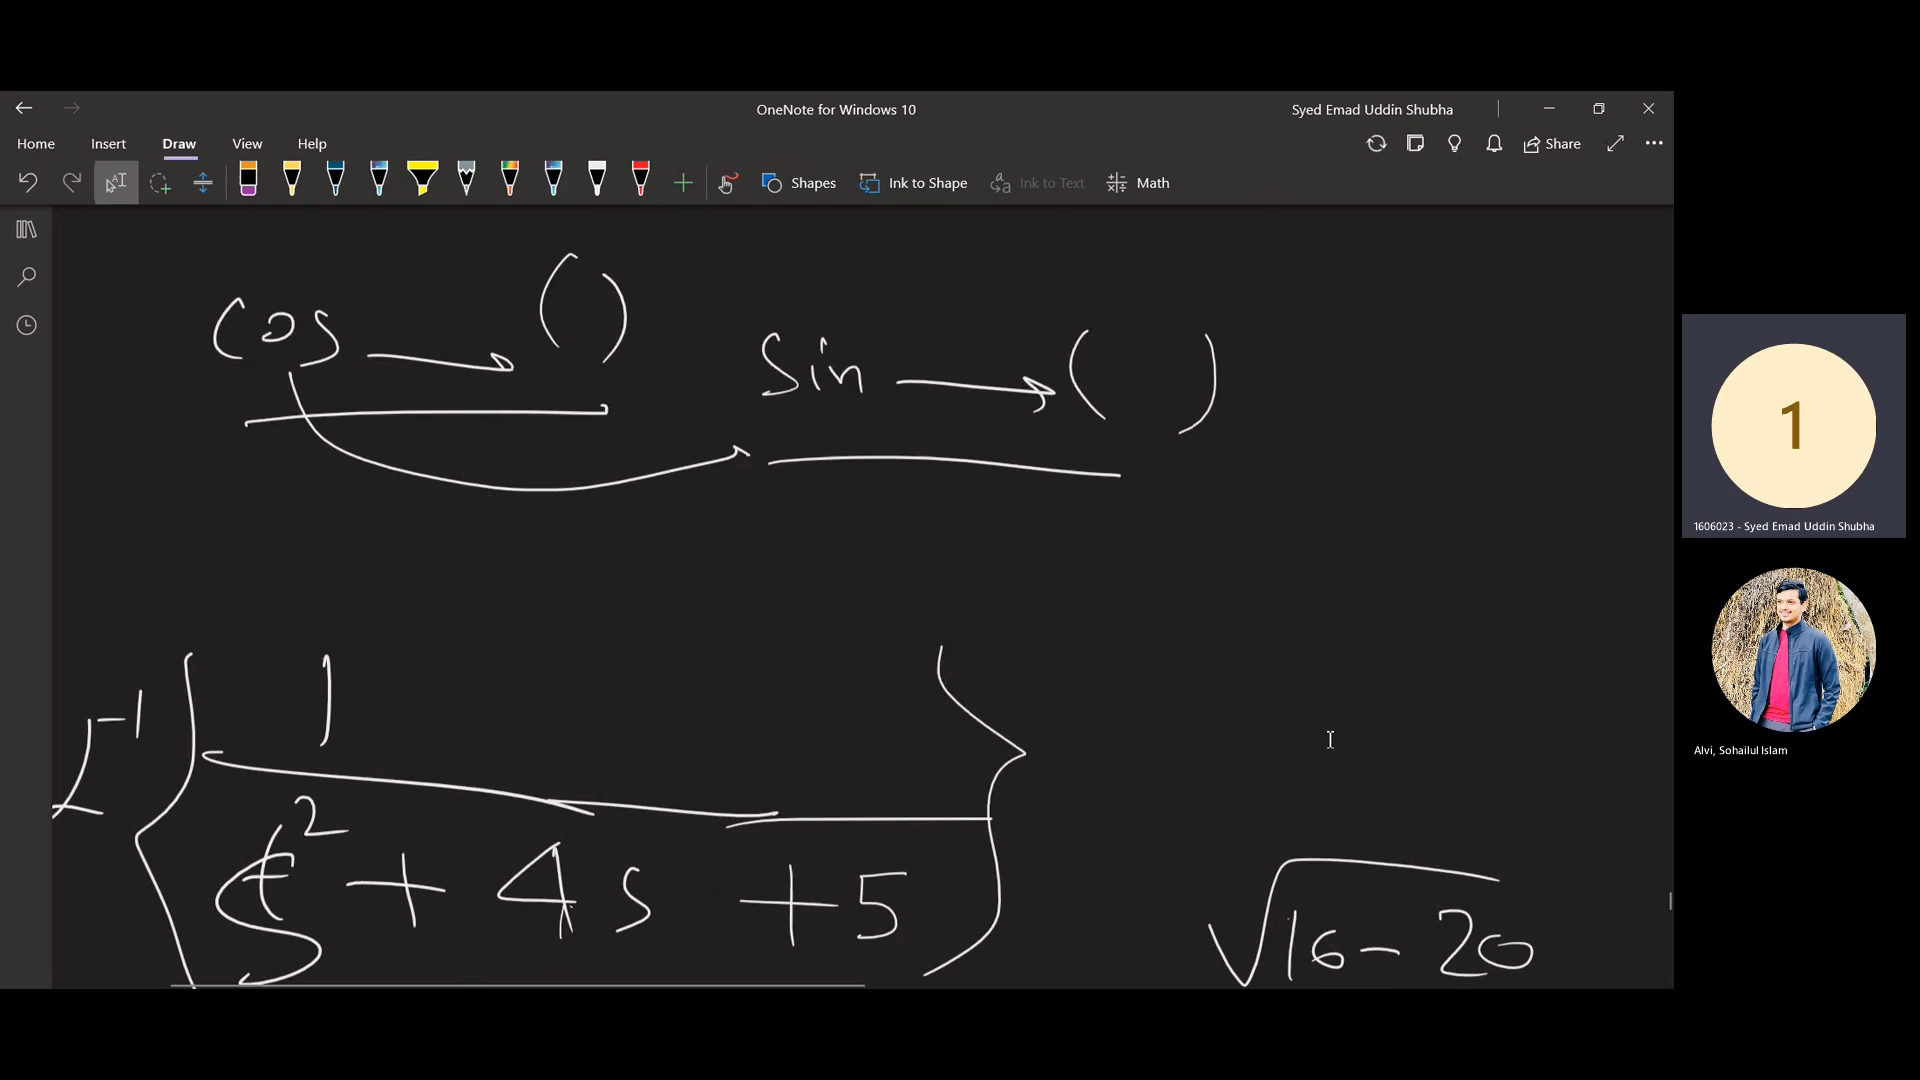 OneNote for Windows 10
Syed Emad Uddin Shubha
Home Insert Draw View Help
Share
Shapes Ink to Shape Ink to Text Math
Cos → ( )
Sin → ( )
L⁻¹ { 1 / s² + 4s + 5 }
√16 - 20
1
1606023 - Syed Emad Uddin Shubha
Alvi, Sohailul Islam